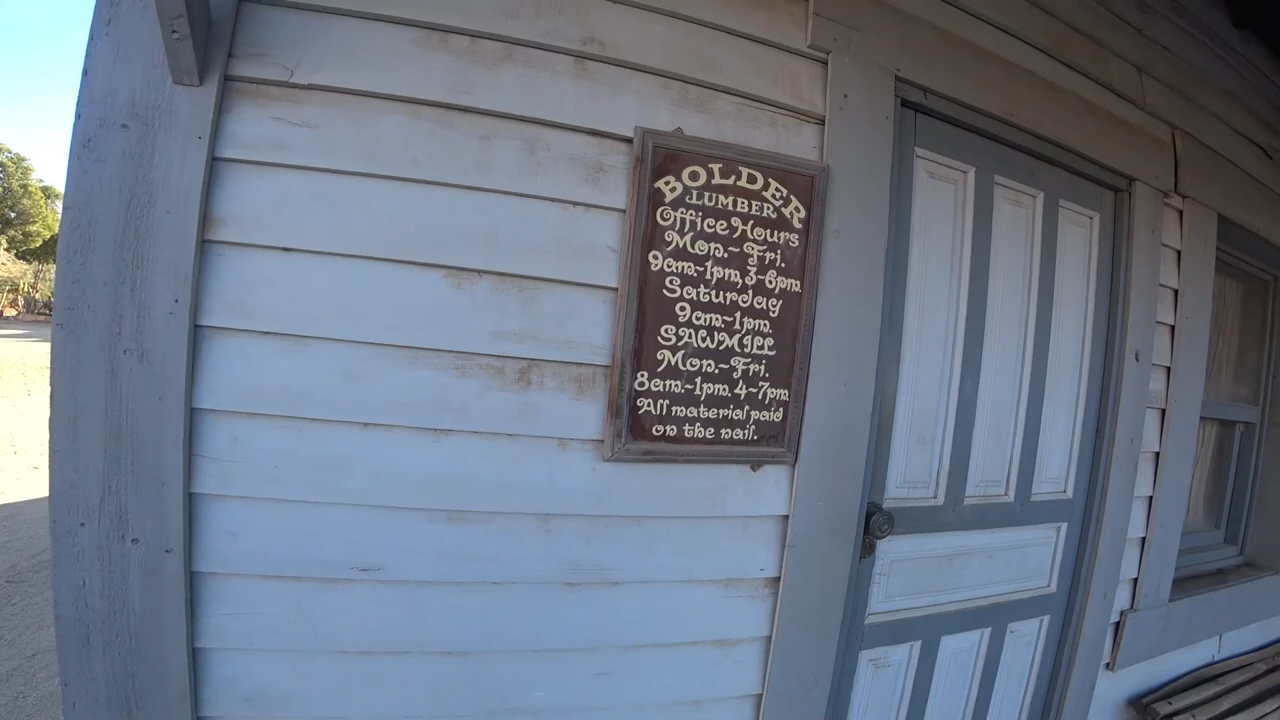 BOLDER
LUMBER
Office Hours
Mon.~Fri.
9am.~1pm, 3~6pm.
Saturday
9am.~1pm.
SAWMILL
Mon.~Fri.
8am.~1pm. 4~7pm.
All material paid
on the nail.